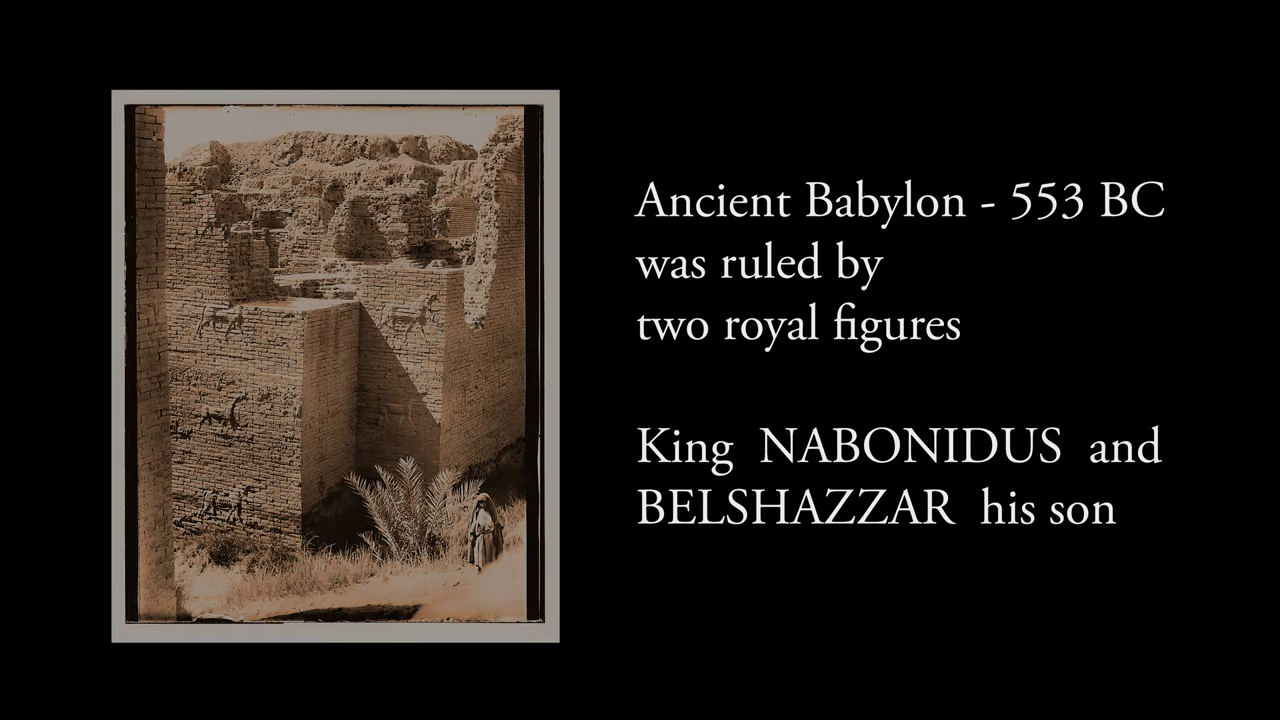 Ancient Babylon - 553 BC
was ruled by
two royal figures
King NABONIDUS and
BELSHAZZAR his son